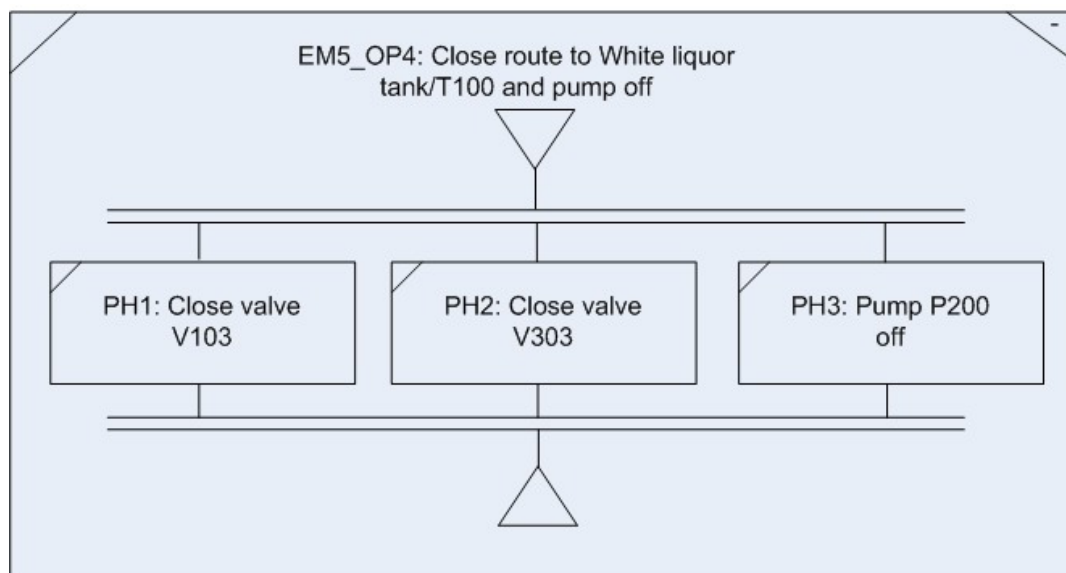 -
EM5_OP4: Close route to White liquor
tank/T100 and pump off
PH1: Close valve
V103
PH2: Close valve
V303
PH3: Pump P200
off